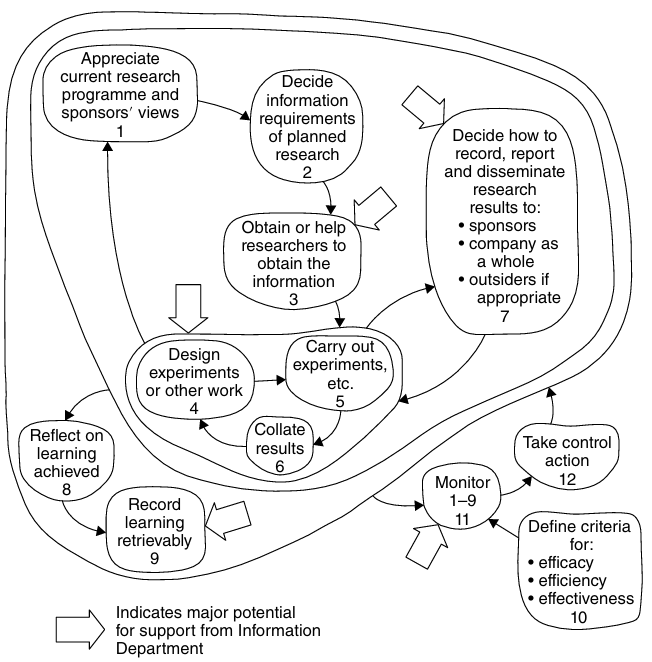 Appreciate
current research
programme and
sponsors' views
1
Decide
information
requirements
of planned
research
2
Obtain or help
researchers to
obtain the
information
3
Design
experiments
or other work
4
Carry out
experiments,
etc.
5
Collate
results
6
Decide how to
record, report
and disseminate
research
results to:
• sponsors
• company as
a whole
• outsiders if
appropriate
7
Reflect on
learning
achieved
8
Record
learning
retrievably
9
Define criteria
for:
• efficacy
• efficiency
• effectiveness
10
Monitor
1–9
11
Take control
action
12
Indicates major potential
for support from Information
Department